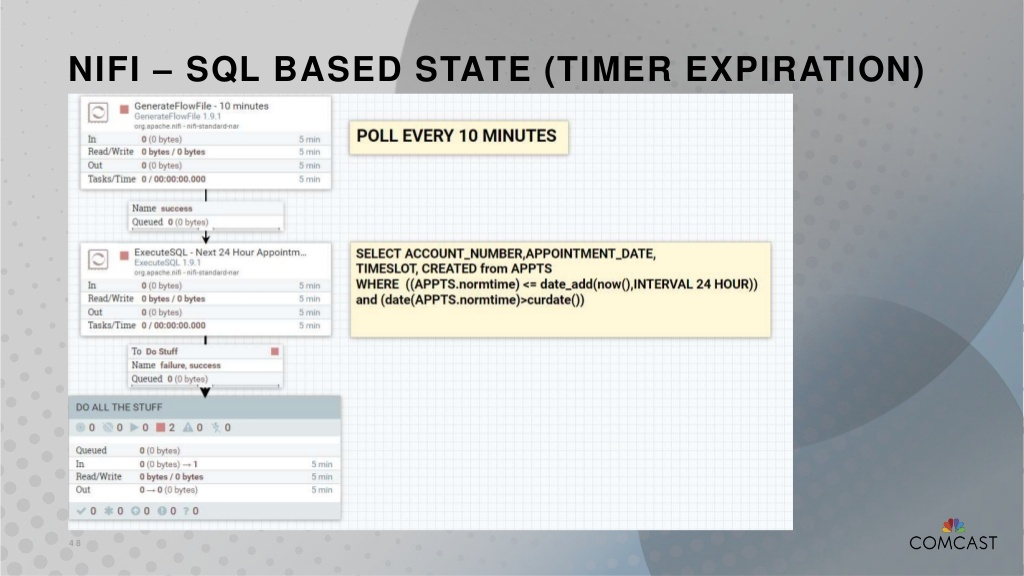 NIFI – SQL BASED STATE (TIMER EXPIRATION)
GenerateFlowFile - 10 minutes
GenerateFlowFile 1.9.1
org.apache.nifi - nifi-standard-nar
In 0 (0 bytes) 5 min
Read/Write 0 bytes / 0 bytes 5 min
Out 0 (0 bytes) 5 min
Tasks/Time 0 / 00:00:00.000 5 min
POLL EVERY 10 MINUTES
Name success
Queued 0 (0 bytes)
ExecuteSQL - Next 24 Hour Appointm...
ExecuteSQL 1.9.1
org.apache.nifi - nifi-standard-nar
In 0 (0 bytes) 5 min
Read/Write 0 bytes / 0 bytes 5 min
Out 0 (0 bytes) 5 min
Tasks/Time 0 / 00:00:00.000 5 min
SELECT ACCOUNT_NUMBER,APPOINTMENT_DATE,
TIMESLOT, CREATED from APPTS
WHERE ((APPTS.normtime) <= date_add(now(),INTERVAL 24 HOUR))
and (date(APPTS.normtime)>curdate())
To Do Stuff
Name failure, success
Queued 0 (0 bytes)
DO ALL THE STUFF
0 0 0 2 0 0
Queued 0 (0 bytes)
In 0 (0 bytes) → 1 5 min
Read/Write 0 bytes / 0 bytes 5 min
Out 0 → 0 (0 bytes) 5 min
0 0 0 0 ? 0
48
COMCAST